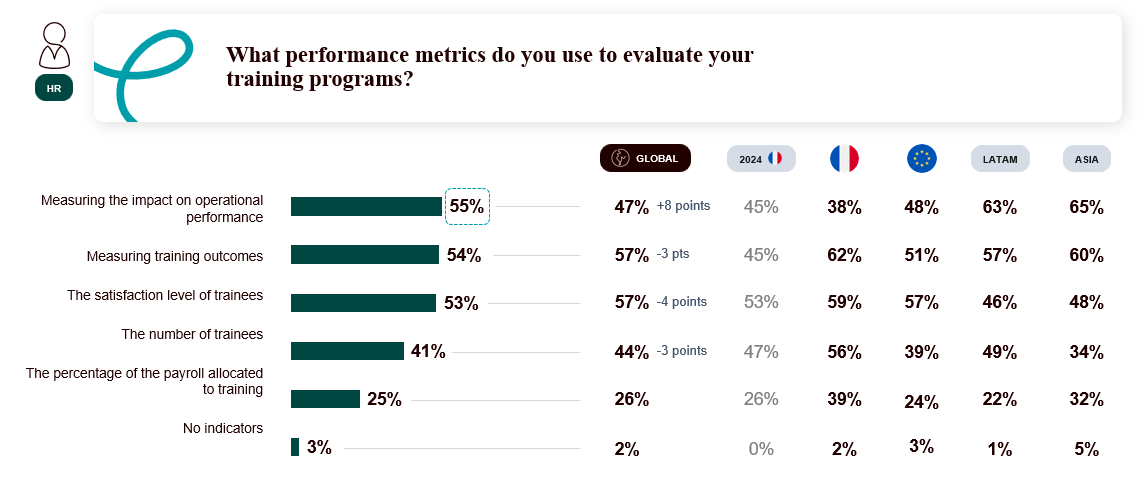 What performance metrics do you use to evaluate your
training programs?
HR
GLOBAL
2024
LATAM
ASIA
Measuring the impact on operational
performance
55%
47% +8 points 45% 38% 48% 63% 65%
Measuring training outcomes
54%
57% -3 pts 45% 62% 51% 57% 60%
The satisfaction level of trainees
53%
57% -4 points 53% 59% 57% 46% 48%
The number of trainees
41%
44% -3 points 47% 56% 39% 49% 34%
The percentage of the payroll allocated
to training
25%
26% 26% 39% 24% 22% 32%
No indicators
3%
2% 0% 2% 3% 1% 5%